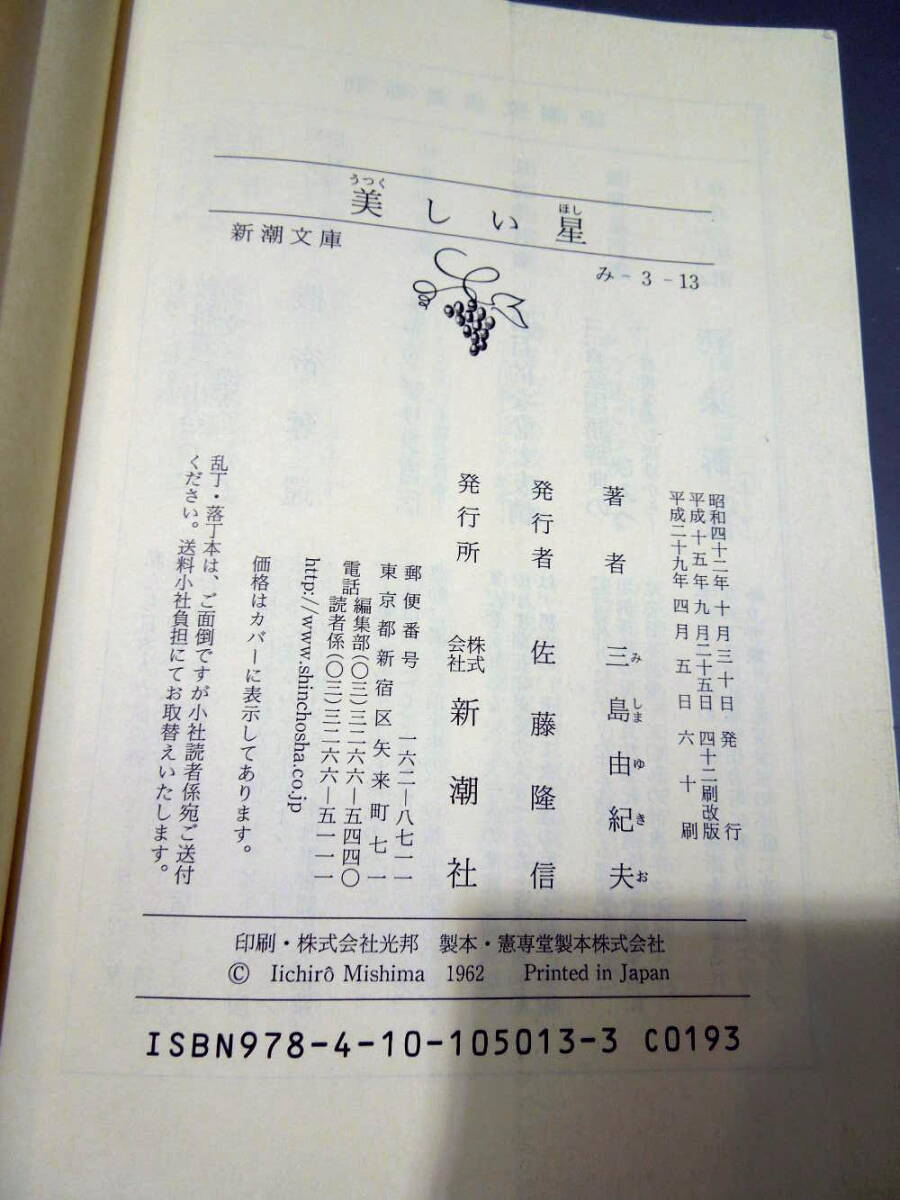 美しい星
うつく ほし
新潮文庫
み-3-13
昭和四十二年十月三十日発行
平成十五年九月二十五日四十二刷改版
平成二十九年四月五日六十刷
著者 三島由紀夫
みしまゆきお
発行者 佐藤隆信
発行所 株式会社 新潮社
郵便番号 一六二―八七一一
東京都新宿区矢来町七一
電話 編集部(〇三)三二六六―五四四〇
読者係(〇三)三二六六―五一一一
http://www.shinchosha.co.jp
価格はカバーに表示してあります。
乱丁・落丁本は、ご面倒ですが小社読者係宛ご送付
ください。送料小社負担にてお取替えいたします。
印刷・株式会社光邦 製本・憲専堂製本株式会社
© Iichirô Mishima 1962 Printed in Japan
ISBN978-4-10-105013-3 C0193